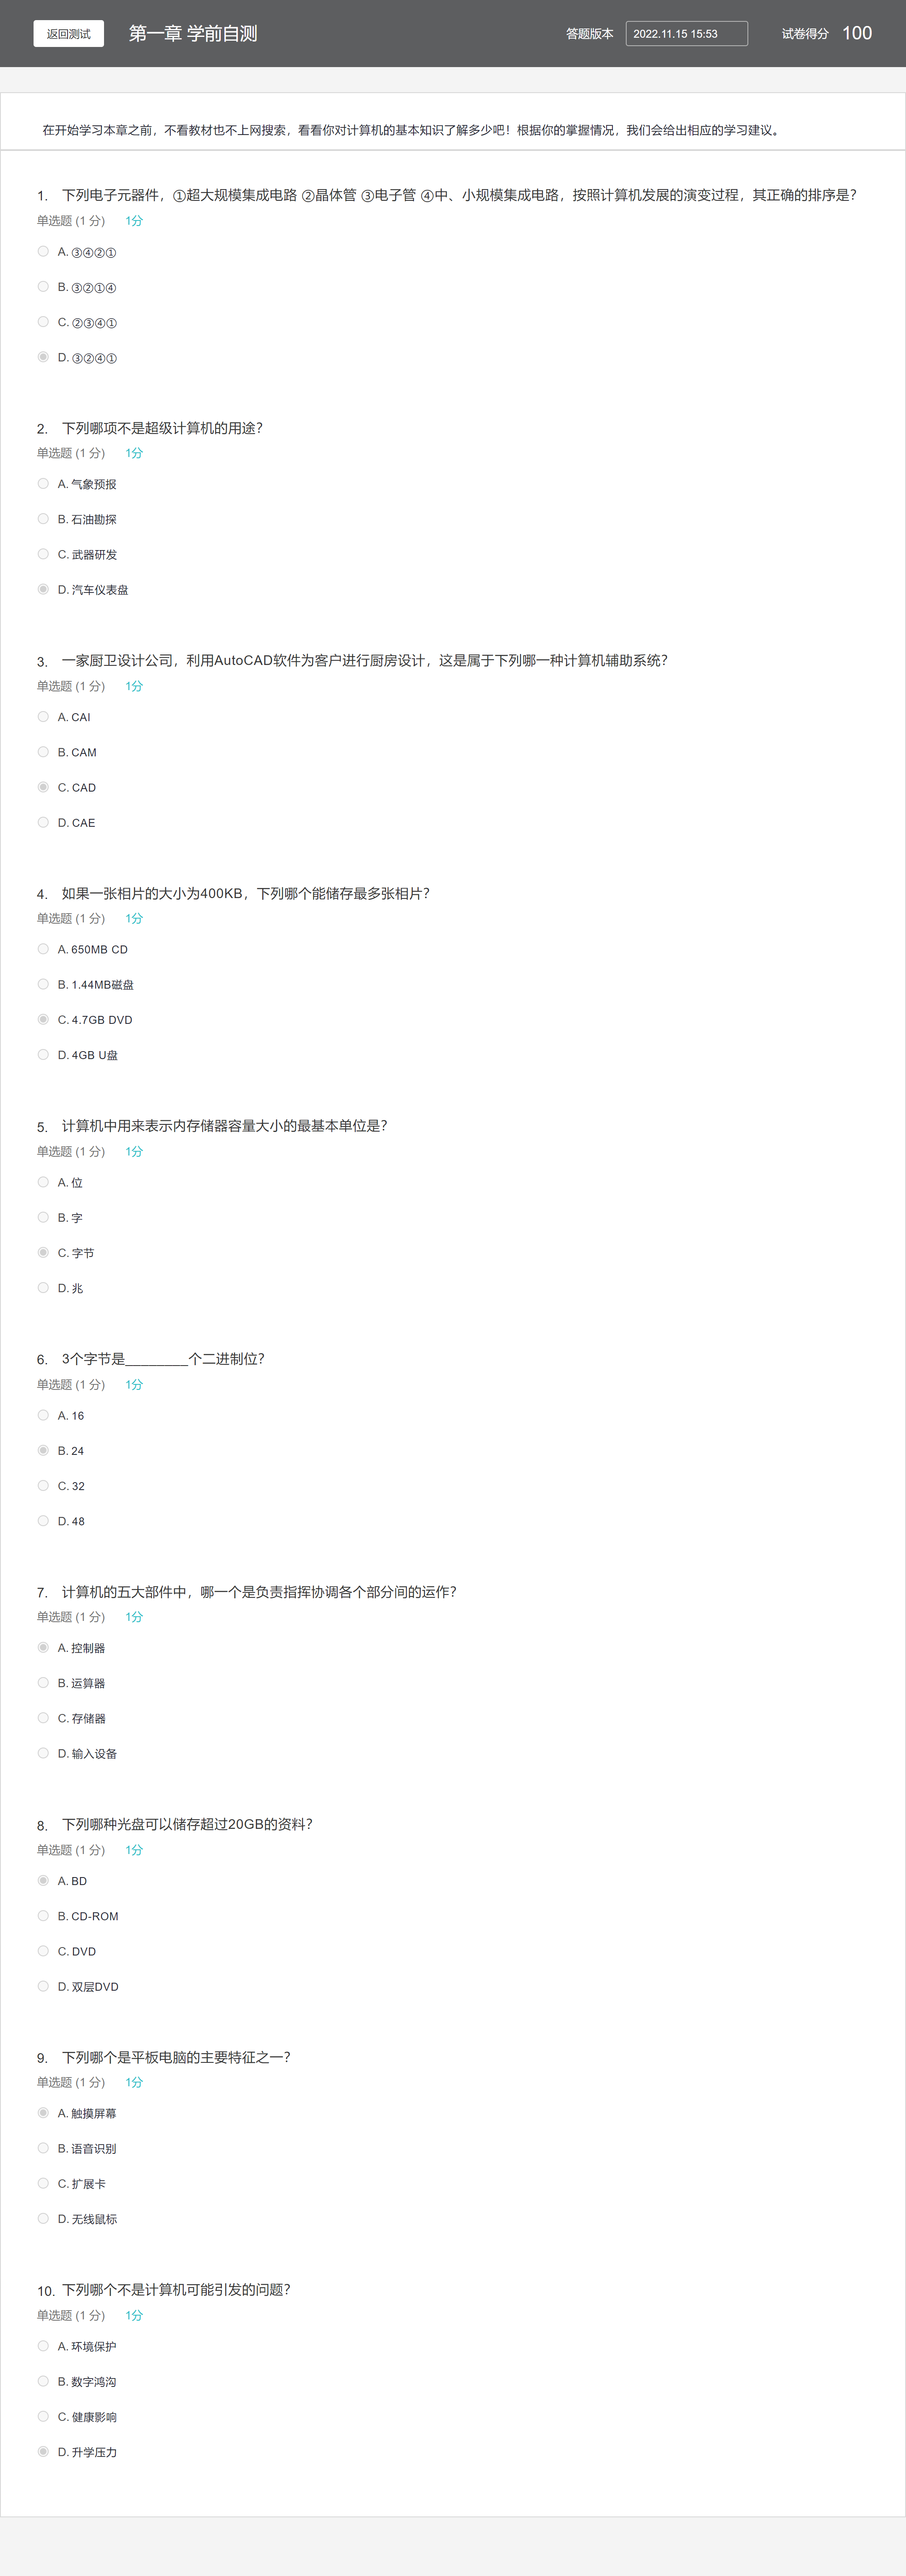 返回测试 第一章 学前自测 答题版本 2022.11.15 15:53 试卷得分 100
在开始学习本章之前，不看教材也不上网搜索，看看你对计算机的基本知识了解多少吧！根据你的掌握情况，我们会给出相应的学习建议。
1. 下列电子元器件，①超大规模集成电路 ②晶体管 ③电子管 ④中、小规模集成电路，按照计算机发展的演变过程，其正确的排序是？
单选题 (1 分) 1分
A. ③④②①
B. ③②①④
C. ②③④①
D. ③②④①
2. 下列哪项不是超级计算机的用途？
单选题 (1 分) 1分
A. 气象预报
B. 石油勘探
C. 武器研发
D. 汽车仪表盘
3. 一家厨卫设计公司，利用AutoCAD软件为客户进行厨房设计，这是属于下列哪一种计算机辅助系统？
单选题 (1 分) 1分
A. CAI
B. CAM
C. CAD
D. CAE
4. 如果一张相片的大小为400KB，下列哪个能储存最多张相片？
单选题 (1 分) 1分
A. 650MB CD
B. 1.44MB磁盘
C. 4.7GB DVD
D. 4GB U盘
5. 计算机中用来表示内存储器容量大小的最基本单位是？
单选题 (1 分) 1分
A. 位
B. 字
C. 字节
D. 兆
6. 3个字节是________个二进制位？
单选题 (1 分) 1分
A. 16
B. 24
C. 32
D. 48
7. 计算机的五大部件中，哪一个是负责指挥协调各个部分间的运作？
单选题 (1 分) 1分
A. 控制器
B. 运算器
C. 存储器
D. 输入设备
8. 下列哪种光盘可以储存超过20GB的资料？
单选题 (1 分) 1分
A. BD
B. CD-ROM
C. DVD
D. 双层DVD
9. 下列哪个是平板电脑的主要特征之一？
单选题 (1 分) 1分
A. 触摸屏幕
B. 语音识别
C. 扩展卡
D. 无线鼠标
10. 下列哪个不是计算机可能引发的问题？
单选题 (1 分) 1分
A. 环境保护
B. 数字鸿沟
C. 健康影响
D. 升学压力